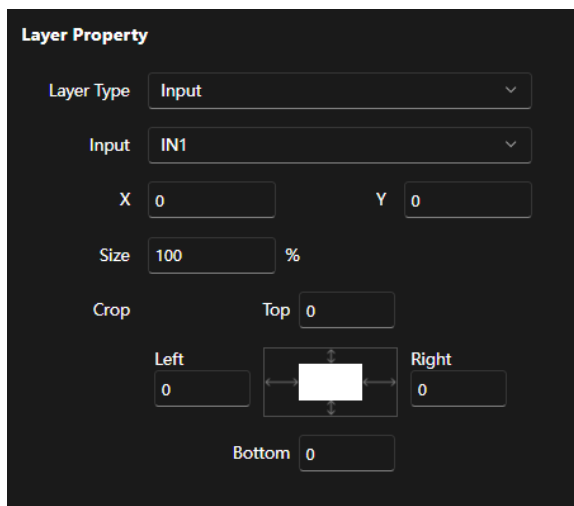 Layer Property
Layer Type Input
Input IN1
X 0 Y 0
Size 100 %
Crop Top 0
Left Right
0 0
Bottom 0